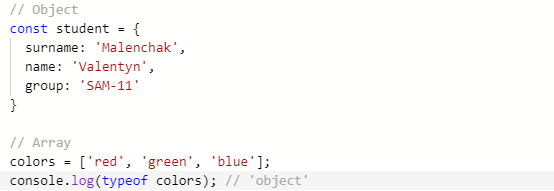 // Object
const student = {
  surname: 'Malenchak',
  name: 'Valentyn',
  group: 'SAM-11'
}

// Array
colors = ['red', 'green', 'blue'];
console.log(typeof colors); // 'object'